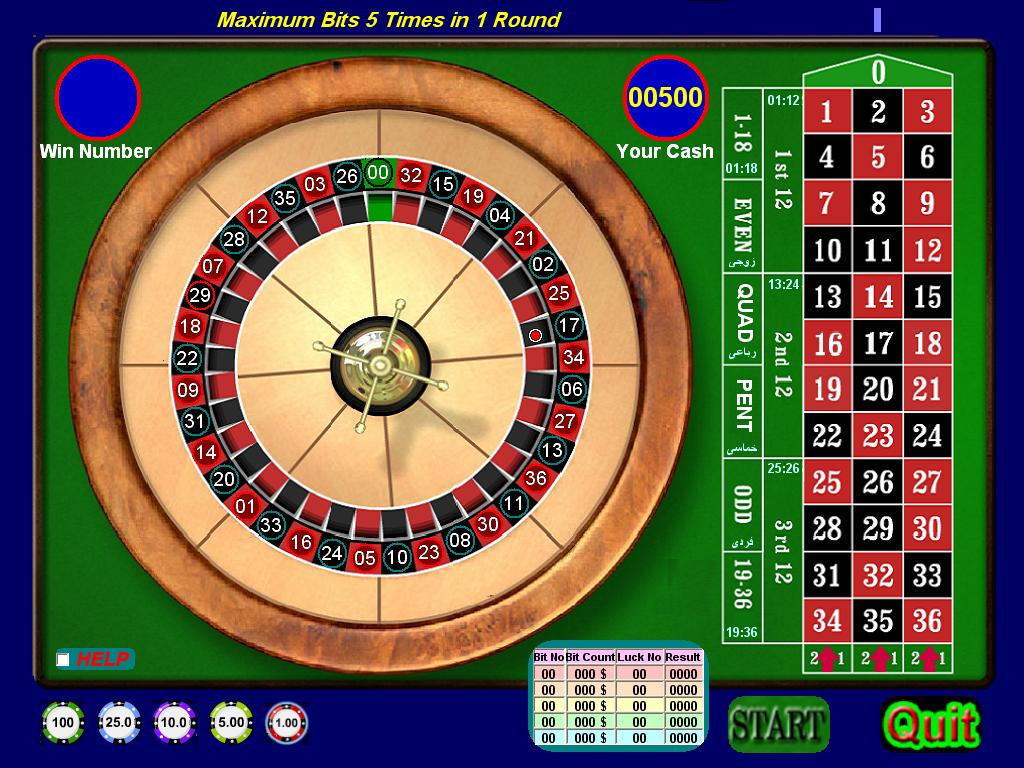 Maximum Bits 5 Times in 1 Round
Win Number
00500
Your Cash
00 32 15 19 04 21 02 25 17 34 06 27 13 36 11 30 08 23 10 05 24 16 33 01 20 14 31 09 22 18 29 07 28 12 35 03 26
0
1 2 3
4 5 6
7 8 9
10 11 12
13 14 15
16 17 18
19 20 21
22 23 24
25 26 27
28 29 30
31 32 33
34 35 36
2 1 2 1 2 1
01:12
1st 12
13:24
2nd 12
25:26
3rd 12
1-18
01:18
EVEN
زوجى
QUAD
رباعى
PENT
خماسى
ODD
فردى
19-36
19:36
HELP
100 25.0 10.0 5.00 1.00
Bit No Bit Count Luck No Result
00 000 $ 00 0000
00 000 $ 00 0000
00 000 $ 00 0000
00 000 $ 00 0000
00 000 $ 00 0000
START
Quit